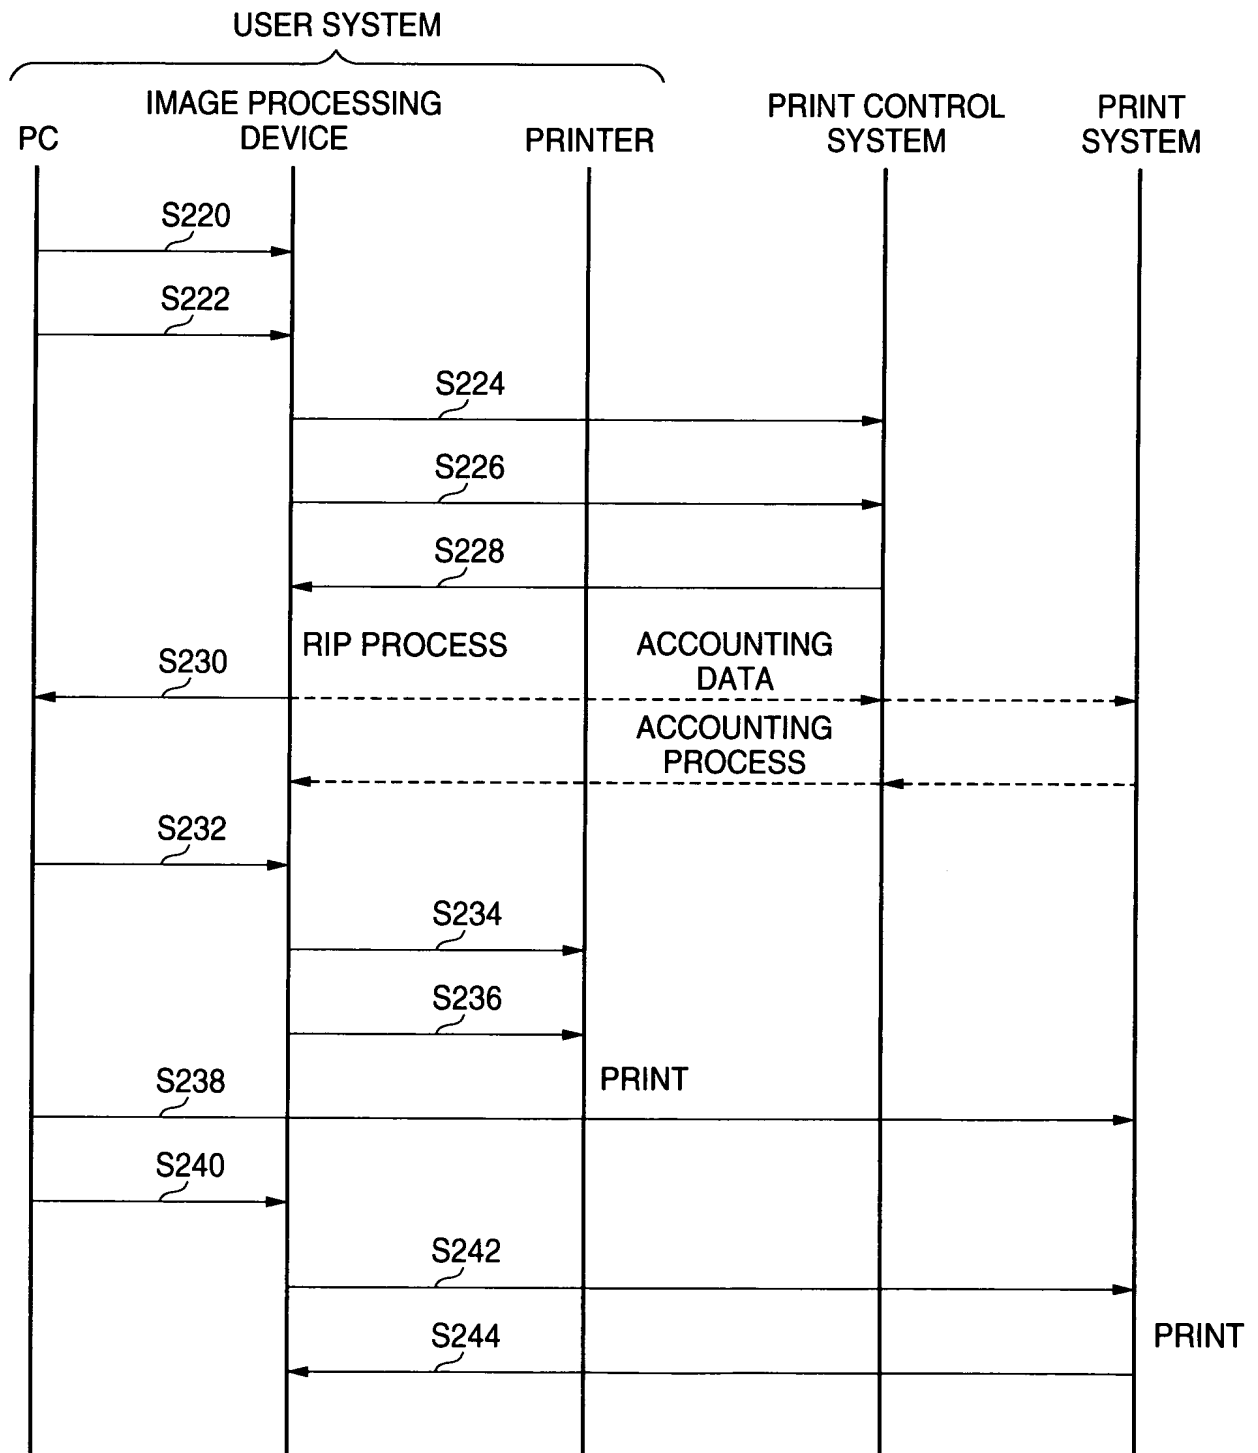 USER SYSTEM
IMAGE PROCESSING
DEVICE
PC
PRINTER
PRINT CONTROL
SYSTEM
PRINT
SYSTEM
S220
S222
S224
S226
S228
RIP PROCESS
ACCOUNTING
DATA
S230
ACCOUNTING
PROCESS
S232
S234
S236
PRINT
S238
S240
S242
PRINT
S244